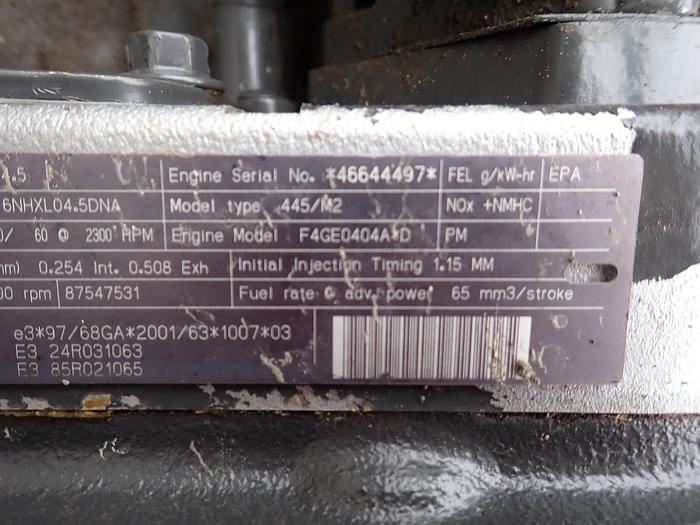 4.5 Engine Serial No. *46644497* FEL g/kW-hr EPA
6NHXL04.5DNA Model type 445/M2 NOx +NMHC
0/ 60 @ 2300 RPM Engine Model F4GE0404A*D PM
mm) 0.254 Int. 0.508 Exh Initial Injection Timing 1.15 MM
00 rpm 87547531 Fuel rate @ adv. power 65 mm3/stroke
e3*97/68GA*2001/63*1007*03
E3 24R031063
E3 85R021065